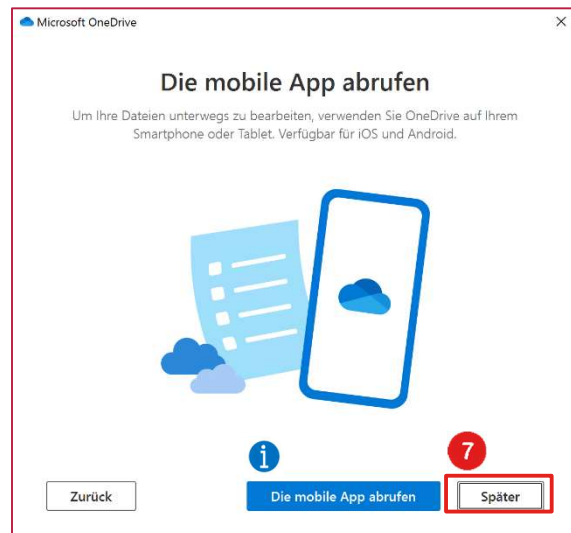 Microsoft OneDrive
Die mobile App abrufen
Um Ihre Dateien unterwegs zu bearbeiten, verwenden Sie OneDrive auf Ihrem
Smartphone oder Tablet. Verfügbar für iOS und Android.
i
7
Zurück
Die mobile App abrufen
Später